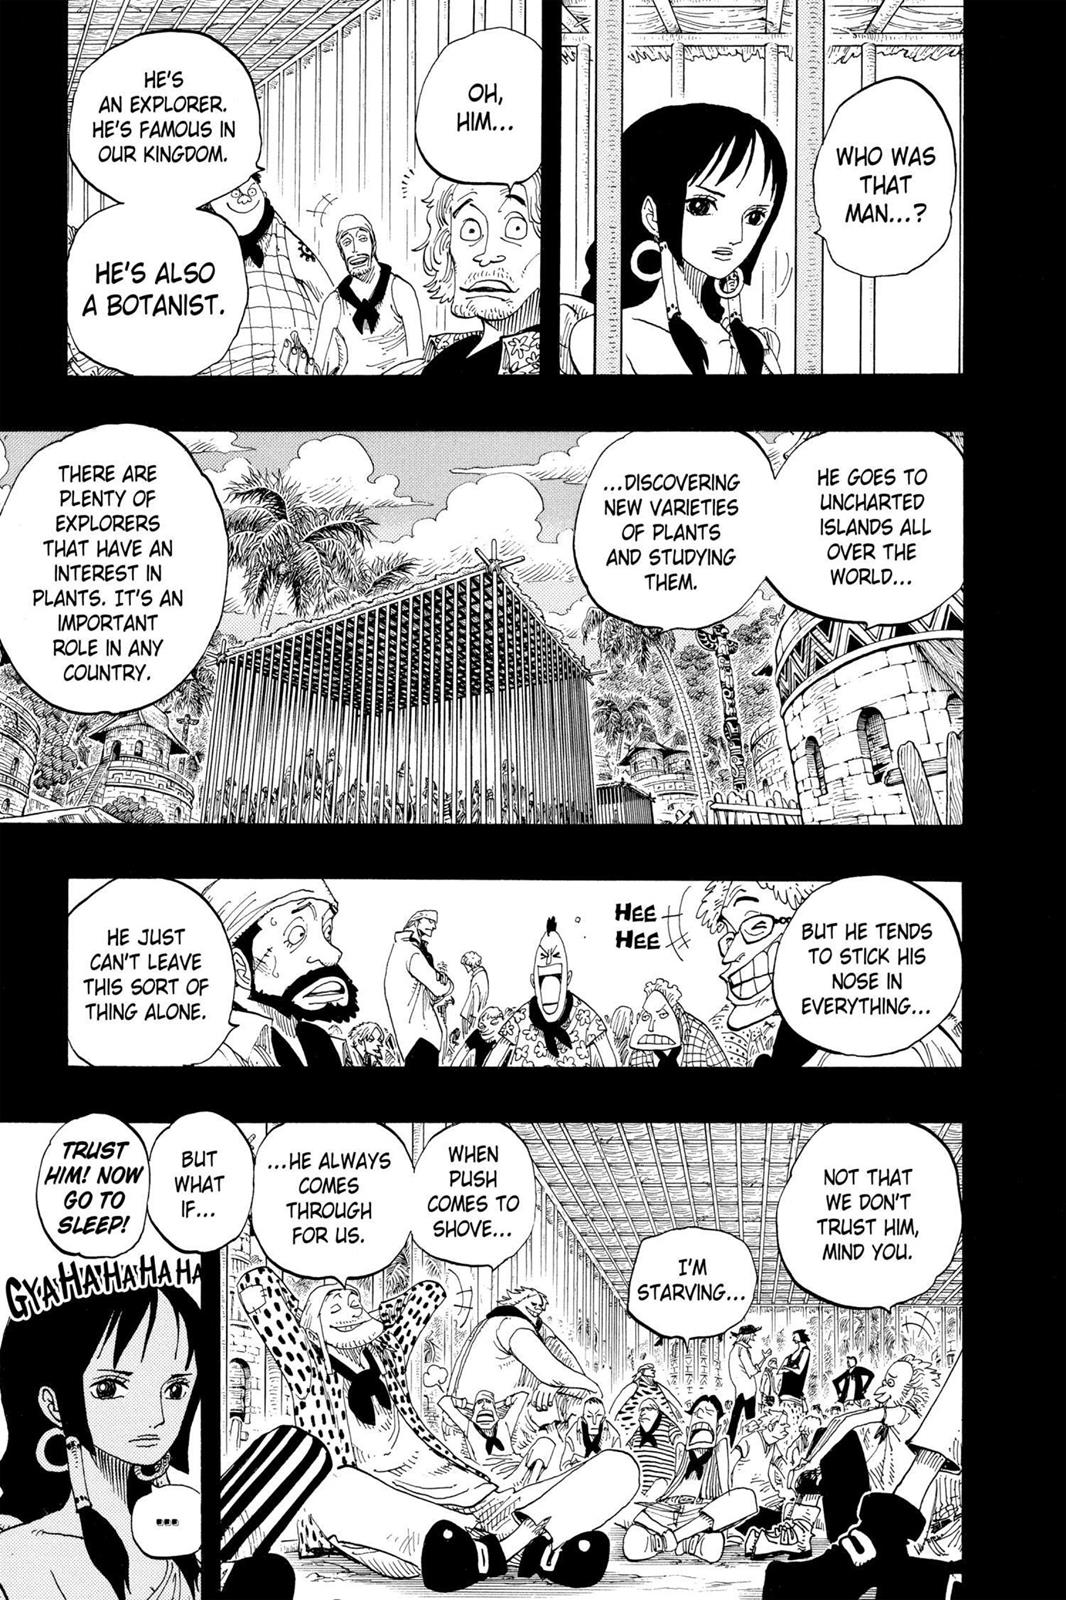 WHO WAS
THAT
MAN...?
OH,
HIM...
HE'S
AN EXPLORER.
HE'S FAMOUS IN
OUR KINGDOM.
HE'S ALSO
A BOTANIST.
HE GOES TO
UNCHARTED
ISLANDS ALL
OVER THE
WORLD...
...DISCOVERING
NEW VARIETIES
OF PLANTS
AND STUDYING
THEM.
THERE ARE
PLENTY OF
EXPLORERS
THAT HAVE AN
INTEREST IN
PLANTS. IT'S AN
IMPORTANT
ROLE IN ANY
COUNTRY.
BUT HE TENDS
TO STICK HIS
NOSE IN
EVERYTHING...
HEE
HEE
HE JUST
CAN'T LEAVE
THIS SORT OF
THING ALONE.
NOT THAT
WE DON'T
TRUST HIM,
MIND YOU.
I'M
STARVING...
WHEN
PUSH
COMES TO
SHOVE...
...HE ALWAYS
COMES
THROUGH
FOR US.
BUT
WHAT
IF...
TRUST
HIM! NOW
GO TO
SLEEP!
GYAHAHAHAHA
...